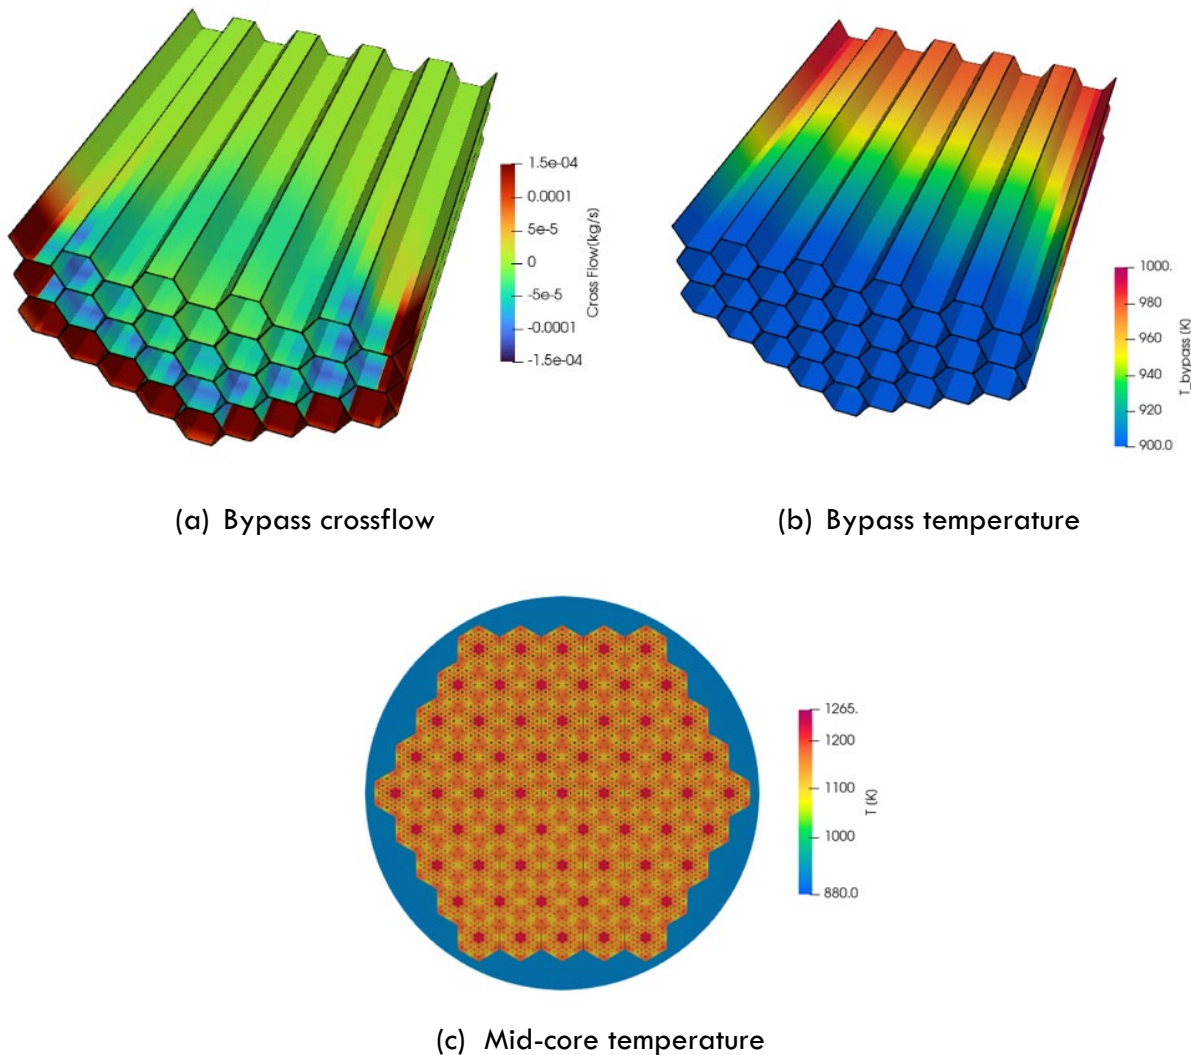 1.5e-04
0.0001
5e-5
0
-5e-5
-0.0001
-1.5e-04
Cross Flow(kg/s)
1000.
980
960
940
920
900.0
T_bypass (K)
(a) Bypass crossflow
(b) Bypass temperature
1265.
1200
1100
1000
880.0
T (K)
(c) Mid-core temperature